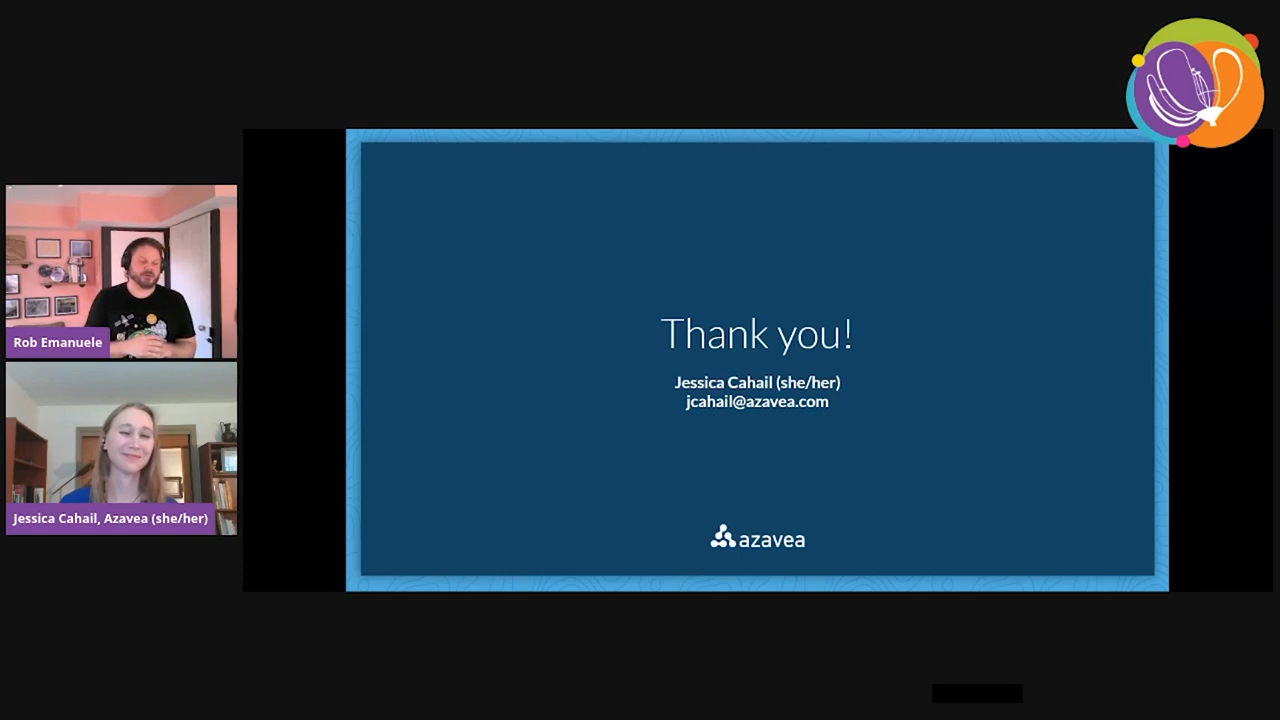 Rob Emanuele
Jessica Cahail, Azavea (she/her)
Thank you!
Jessica Cahail (she/her)
jcahail@azavea.com
azavea